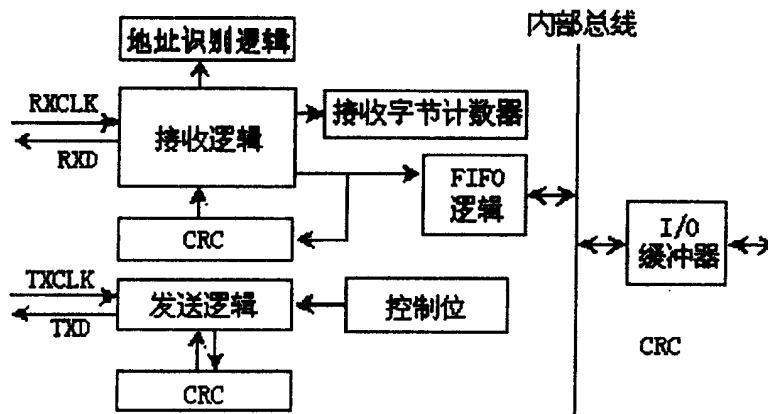 内部总线
地址识别逻辑
RXCLK
接收逻辑
接收字节计数器
RXD
FIFO
逻辑
CRC
I/O
缓冲器
TXCLK
发送逻辑
控制位
TXD
CRC
CRC